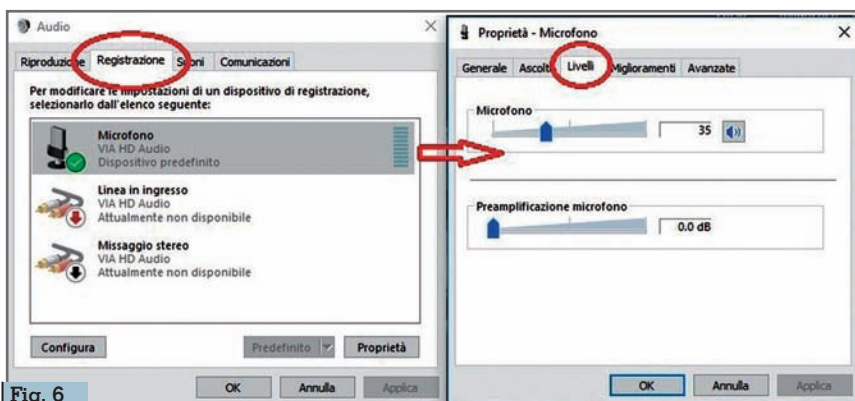 Audio
Riproduzione Registrazione Suoni Comunicazioni
Per modificare le impostazioni di un dispositivo di registrazione,
selezionarlo dall'elenco seguente:
Microfono
VIA HD Audio
Dispositivo predefinito
Linea in ingresso
VIA HD Audio
Attualmente non disponibile
Missaggio stereo
VIA HD Audio
Attualmente non disponibile
Configura Predefinito Proprietà
OK Annulla Applica
Fig. 6
Proprietà - Microfono
Generale Ascolto Livelli Miglioramenti Avanzate
Microfono
35
Preamplificazione microfono
0.0 dB
OK Annulla Applica